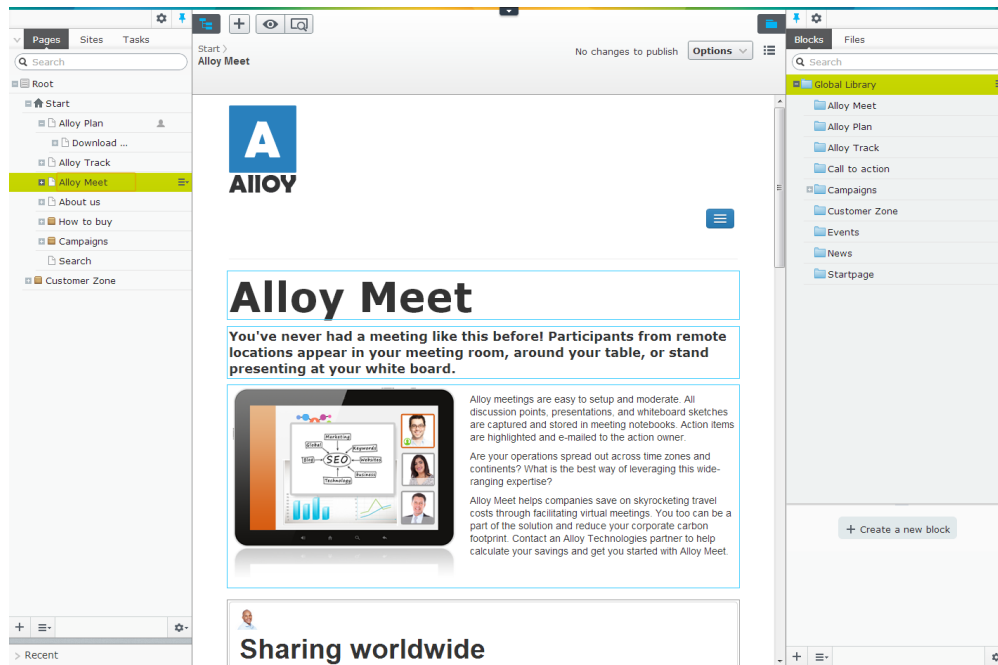 Pages Sites Tasks
Search
Root
Start
Alloy Plan
Download ...
Alloy Track
Alloy Meet
About us
How to buy
Campaigns
Search
Customer Zone
> Recent
Start
Alloy Meet
No changes to publish
Options
A
AllOY
Alloy Meet
You've never had a meeting like this before! Participants from remote
locations appear in your meeting room, around your table, or stand
presenting at your white board.
Marketing
Global
Keywords
Blog
SEO
Websites
Technology
Business
Alloy meetings are easy to setup and moderate. All
discussion points, presentations, and whiteboard sketches
are captured and stored in meeting notebooks. Action items
are highlighted and e-mailed to the action owner.
Are your operations spread out across time zones and
continents? What is the best way of leveraging this wide-
ranging expertise?
Alloy Meet helps companies save on skyrocketing travel
costs through facilitating virtual meetings. You too can be a
part of the solution and reduce your corporate carbon
footprint. Contact an Alloy Technologies partner to help
calculate your savings and get you started with Alloy Meet.
Sharing worldwide
Blocks Files
Search
Global Library
Alloy Meet
Alloy Plan
Alloy Track
Call to action
Campaigns
Customer Zone
Events
News
Startpage
+ Create a new block